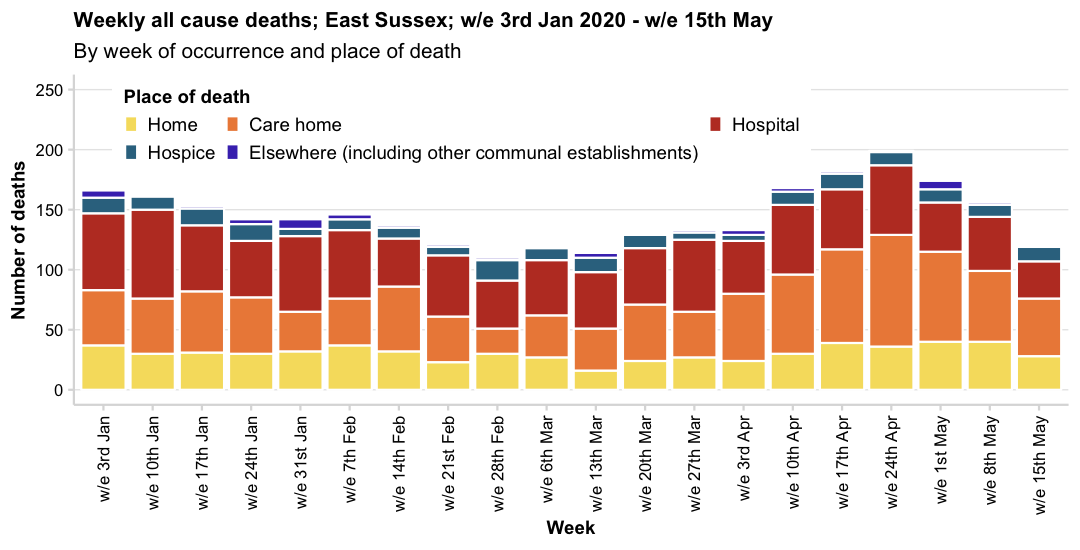 Weekly all cause deaths; East Sussex; w/e 3rd Jan 2020 - w/e 15th May
By week of occurrence and place of death
Place of death
Home
Care home
Hospital
Hospice
Elsewhere (including other communal establishments)
Number of deaths
250
200
150
100
50
0
w/e 3rd Jan
w/e 10th Jan
w/e 17th Jan
w/e 24th Jan
w/e 31st Jan
w/e 7th Feb
w/e 14th Feb
w/e 21st Feb
w/e 28th Feb
w/e 6th Mar
w/e 13th Mar
w/e 20th Mar
w/e 27th Mar
w/e 3rd Apr
w/e 10th Apr
w/e 17th Apr
w/e 24th Apr
w/e 1st May
w/e 8th May
w/e 15th May
Week